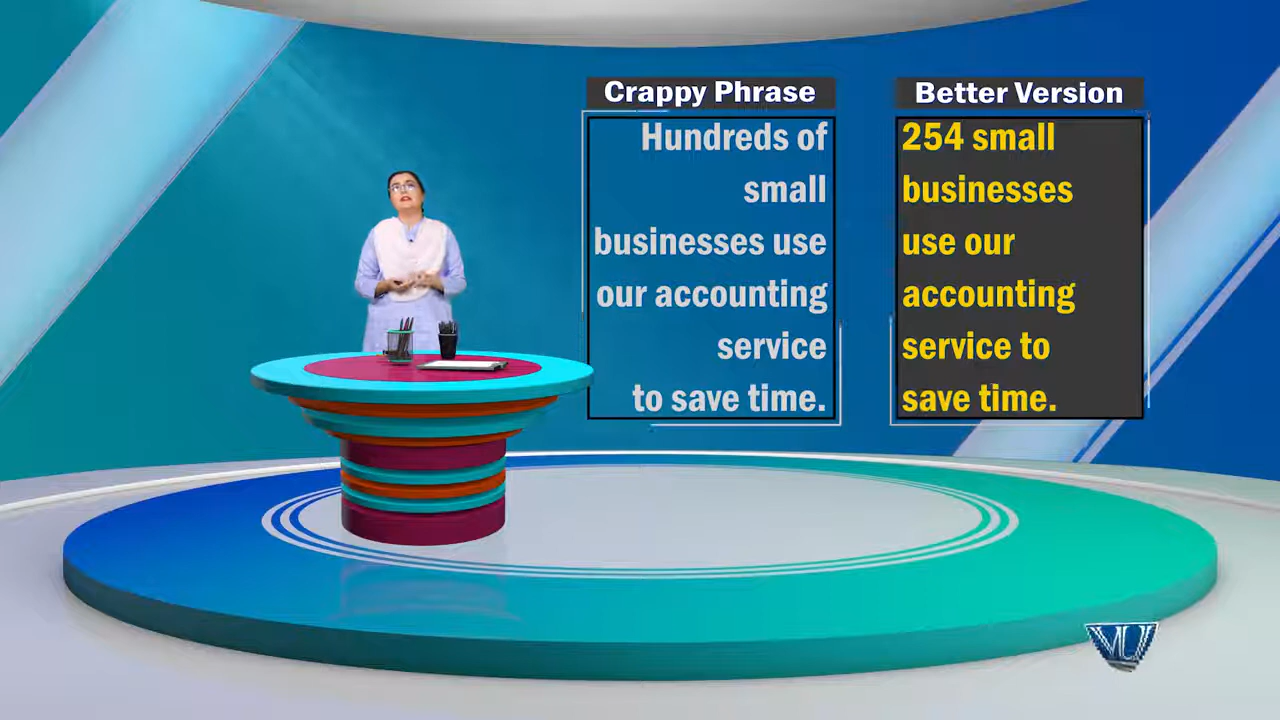 Crappy Phrase
Hundreds of
small
businesses use
our accounting
service
to save time.
Better Version
254 small
businesses
use our
accounting
service to
save time.
VU